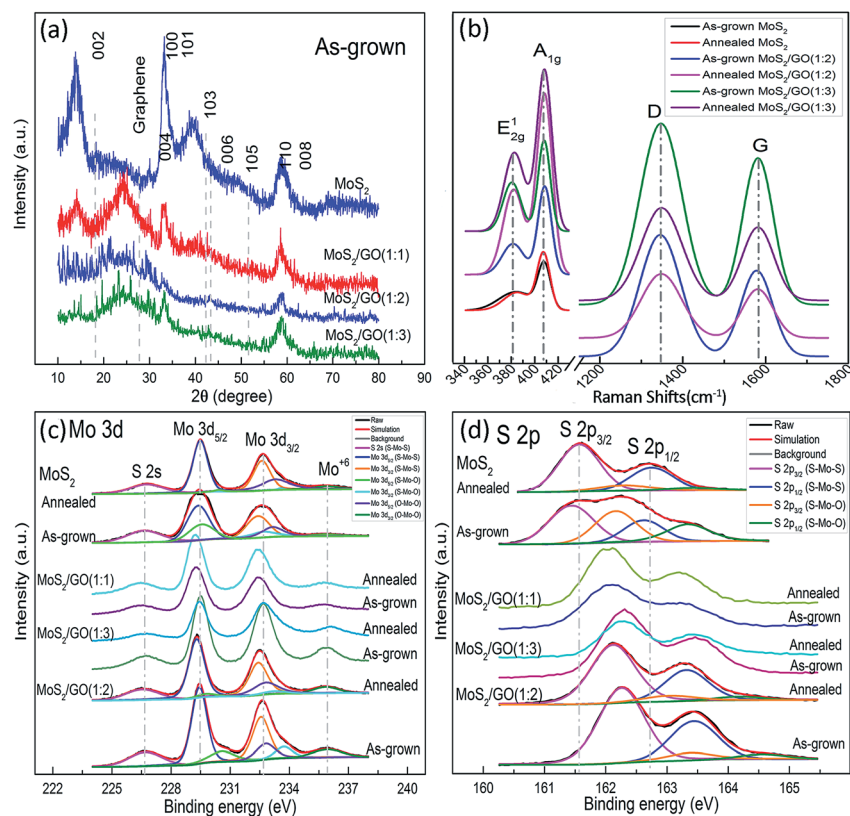 (a)
As-grown
002
Graphene
100
101
004
103
006
105
110
008
MoS2
MoS2/GO(1:1)
MoS2/GO(1:2)
MoS2/GO(1:3)
Intensity (a.u.)
10 20 30 40 50 60 70 80 90
2θ (degree)
(b)
As-grown MoS2
Annealed MoS2
As-grown MoS2/GO(1:2)
Annealed MoS2/GO(1:2)
As-grown MoS2/GO(1:3)
Annealed MoS2/GO(1:3)
A1g
E12g
D
G
Intensity (a.u.)
340 360 380 400 420 1200 1400 1600 1800
Raman Shifts(cm-1)
(c) Mo 3d
Mo 3d5/2
Mo 3d3/2
S 2s
Mo+6
Raw
Simulation
Background
S 2s (S-Mo-S)
Mo 3d5/2 (S-Mo-S)
Mo 3d3/2 (S-Mo-S)
Mo 3d5/2 (S-Mo-O)
Mo 3d3/2 (S-Mo-O)
Mo 3d5/2 (O-Mo-O)
Mo 3d3/2 (O-Mo-O)
MoS2
Annealed
As-grown
MoS2/GO(1:1)
Annealed
As-grown
MoS2/GO(1:3)
Annealed
As-grown
MoS2/GO(1:2)
Annealed
As-grown
Intensity (a.u.)
222 225 228 231 234 237 240
Binding energy (eV)
(d) S 2p
S 2p3/2
S 2p1/2
Raw
Simulation
Background
S 2p3/2 (S-Mo-S)
S 2p1/2 (S-Mo-S)
S 2p3/2 (S-Mo-O)
S 2p1/2 (S-Mo-O)
MoS2
Annealed
As-grown
MoS2/GO(1:1)
Annealed
As-grown
MoS2/GO(1:3)
Annealed
As-grown
MoS2/GO(1:2)
Annealed
As-grown
Intensity (a.u.)
160 161 162 163 164 165
Binding energy (eV)